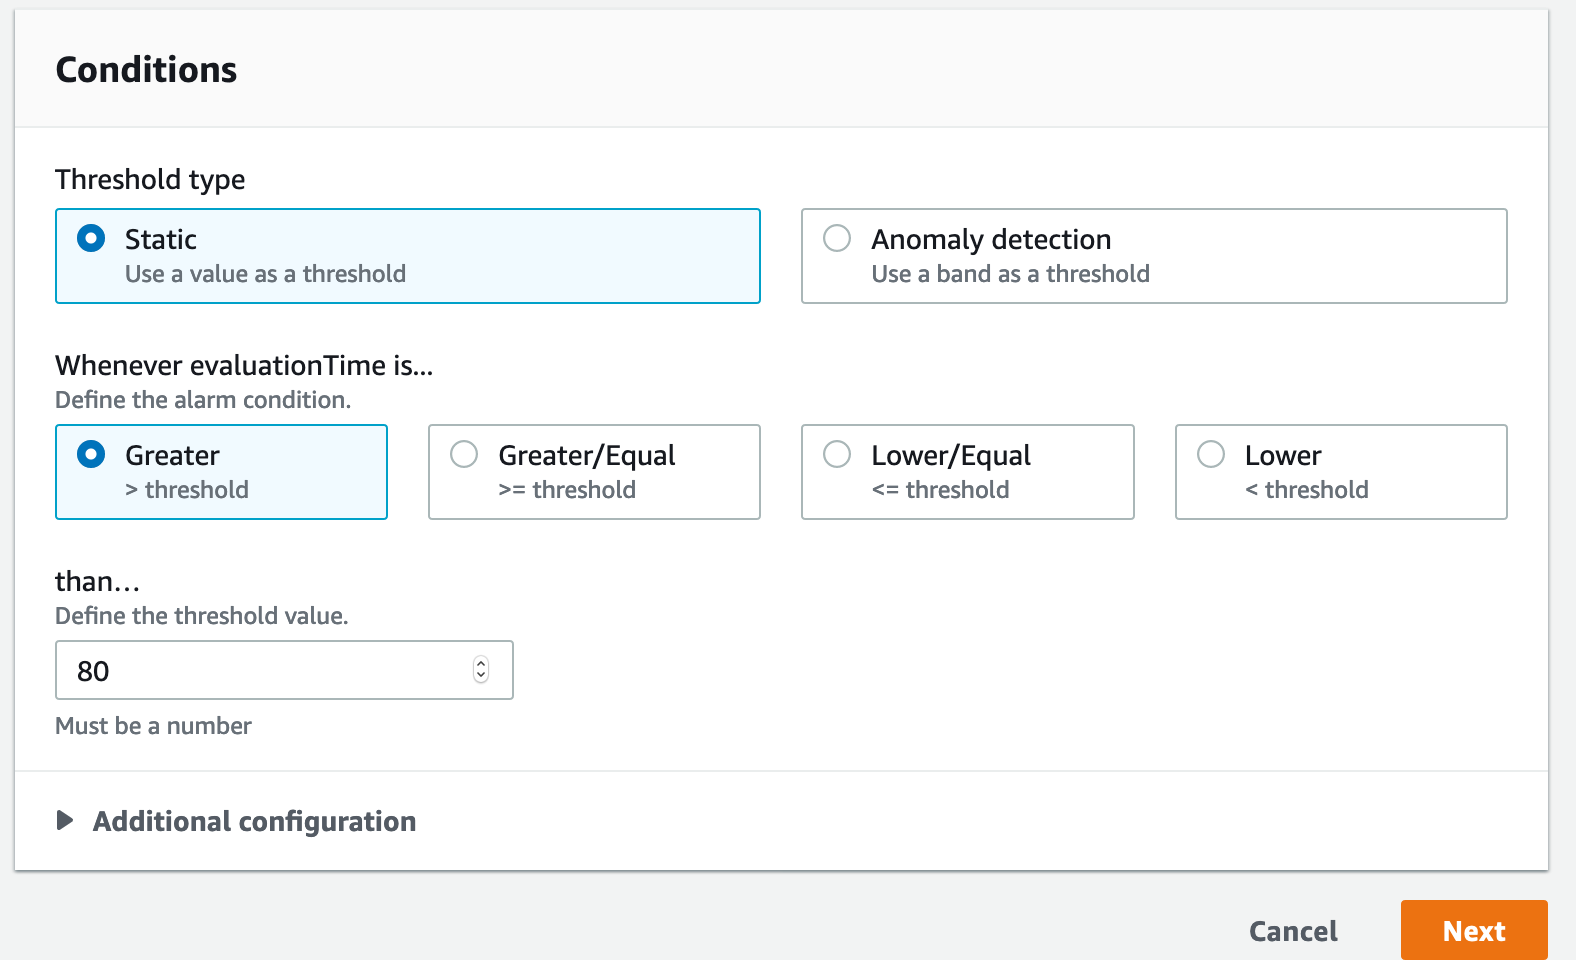 Conditions
Threshold type
Static
Use a value as a threshold
Anomaly detection
Use a band as a threshold
Whenever evaluationTime is...
Define the alarm condition.
Greater
> threshold
Greater/Equal
>= threshold
Lower/Equal
<= threshold
Lower
< threshold
than...
Define the threshold value.
80
Must be a number
Additional configuration
Cancel
Next